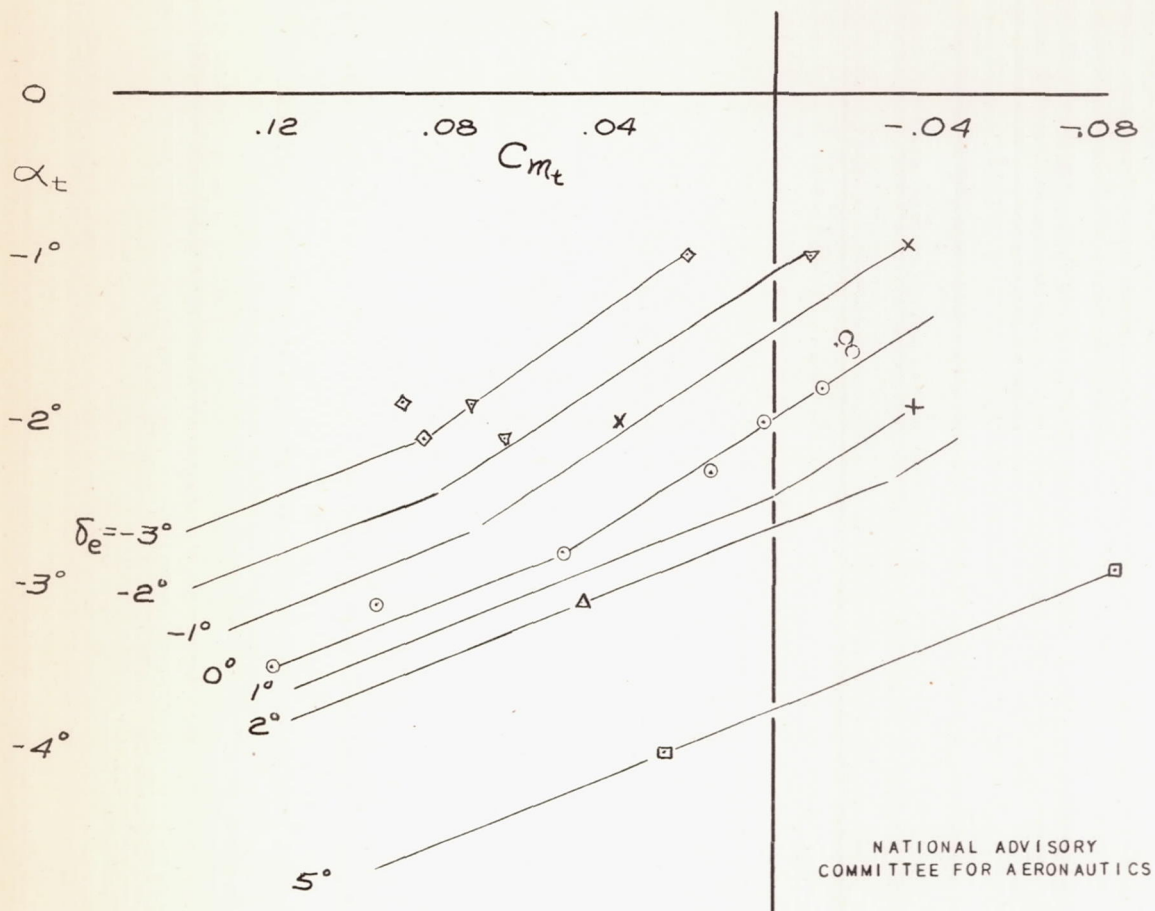 0
.12 .08 .04 -.04 -.08
Cmt
αt
-1°
-2°
δe=-3°
-3°
-2°
-1°
0°
1°
2°
-4°
5°
NATIONAL ADVISORY
COMMITTEE FOR AERONAUTICS